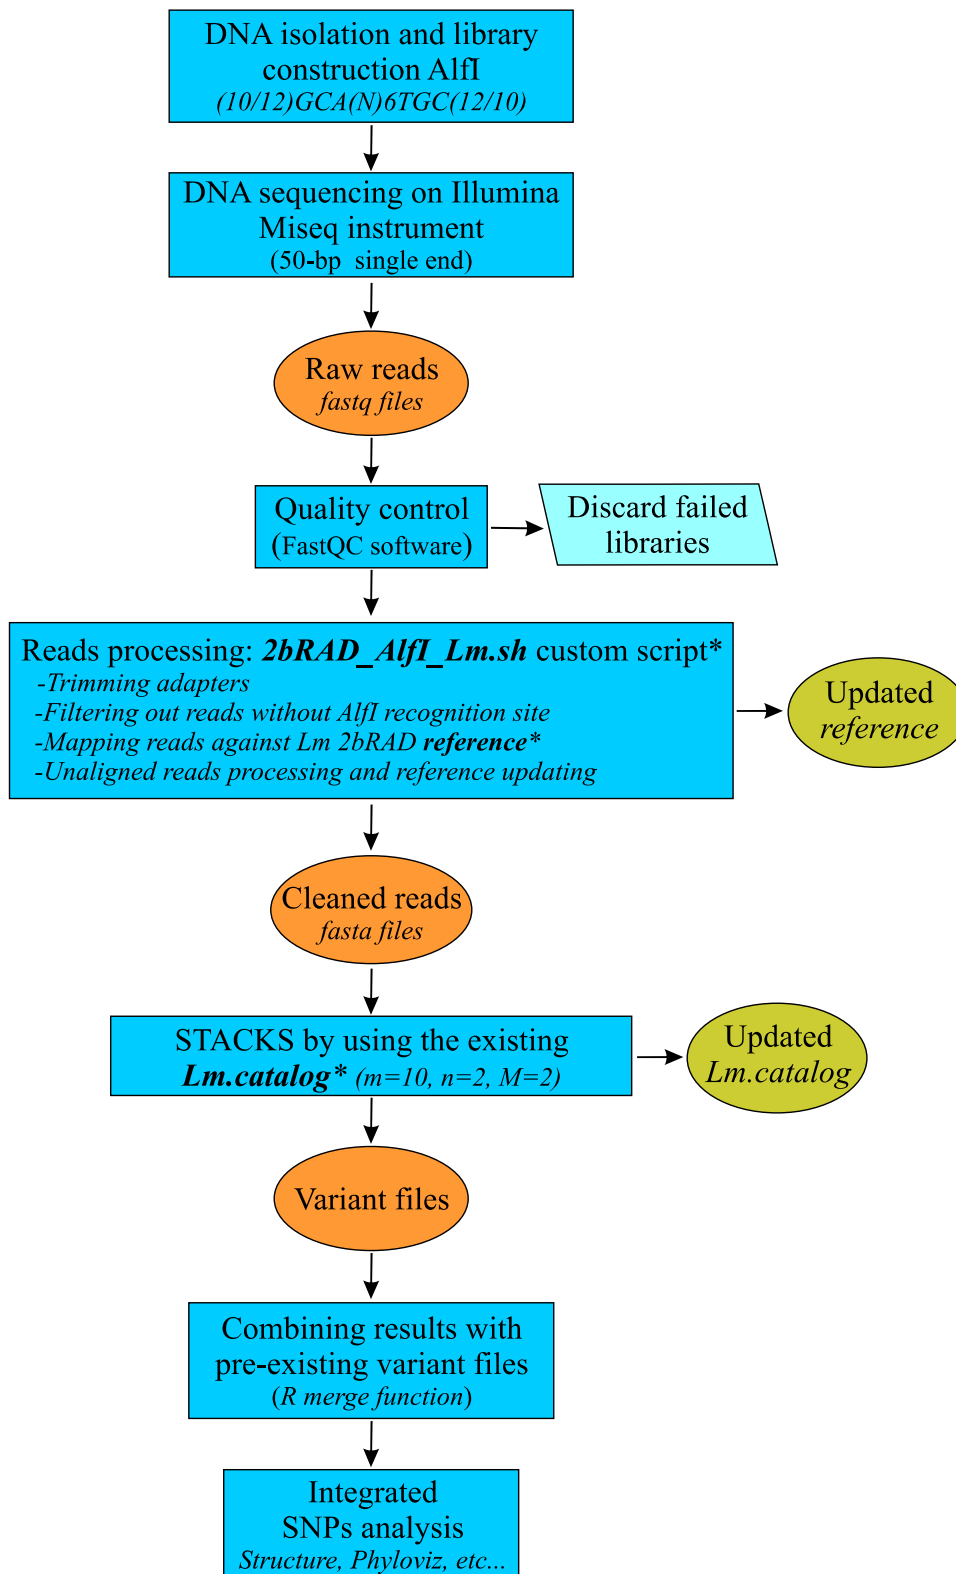 DNA isolation and library
construction AlfI
(10/12)GCA(N)6TGC(12/10)
DNA sequencing on Illumina
Miseq instrument
(50-bp single end)
Raw reads
fastq files
Quality control
(FastQC software)
Discard failed
libraries
Reads processing: 2bRAD_AlfI_Lm.sh custom script*
-Trimming adapters
-Filtering out reads without AlfI recognition site
-Mapping reads against Lm 2bRAD reference*
-Unaligned reads processing and reference updating
Updated
reference
Cleaned reads
fasta files
STACKS by using the existing
Lm.catalog* (m=10, n=2, M=2)
Updated
Lm.catalog
Variant files
Combining results with
pre-existing variant files
(R merge function)
Integrated
SNPs analysis
Structure, Phyloviz, etc...